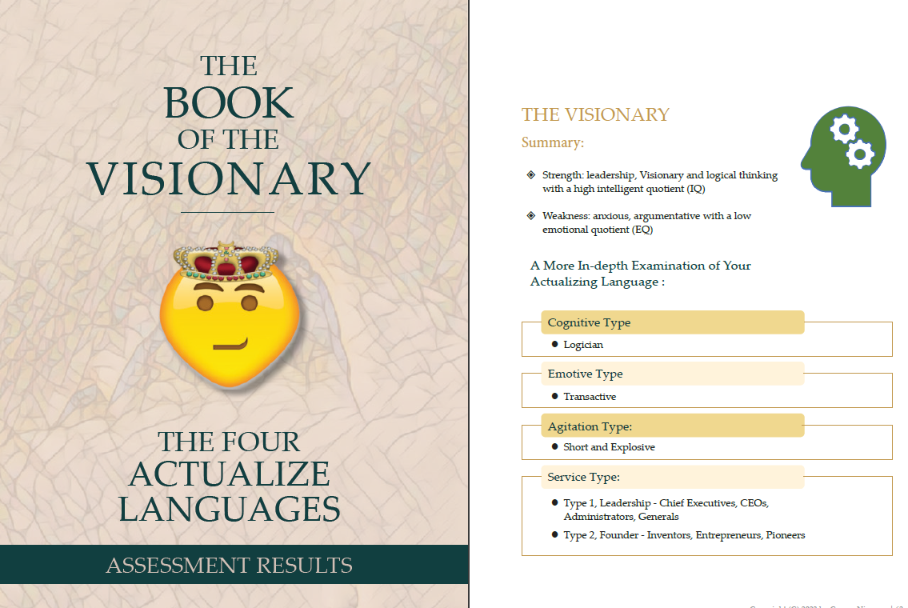 THE
BOOK
OF THE
VISIONARY
THE FOUR
ACTUALIZE
LANGUAGES
ASSESSMENT RESULTS
THE VISIONARY
Summary:
Strength: leadership, Visionary and logical thinking
with a high intelligent quotient (IQ)
Weakness: anxious, argumentative with a low
emotional quotient (EQ)
A More In-depth Examination of Your
Actualizing Language :
Cognitive Type
Logician
Emotive Type
Transactive
Agitation Type:
Short and Explosive
Service Type:
Type 1, Leadership - Chief Executives, CEOs,
Administrators, Generals
Type 2, Founder - Inventors, Entrepreneurs, Pioneers